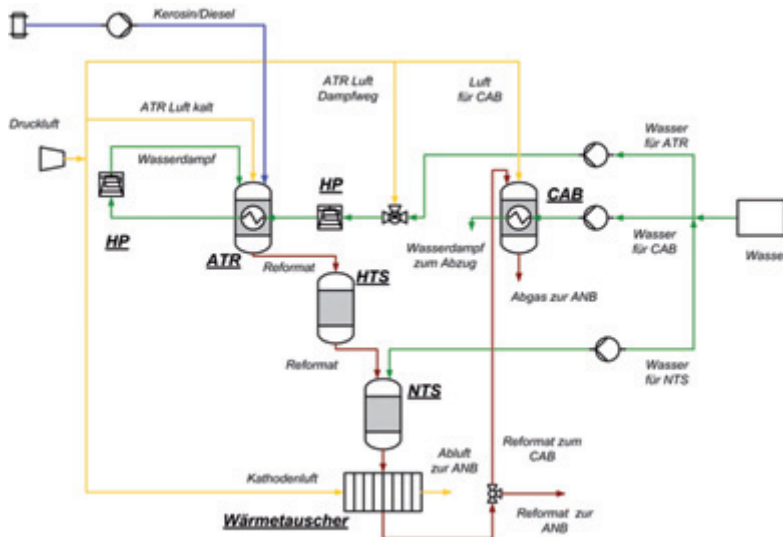 Kerosin/Diesel
ATR Luft
Dampfweg
Luft
für CAB
ATR Luft kalt
Druckluft
Wasserdampf
Wasser
für ATR
HP
CAB
HP
ATR
Reformat
HTS
Wasserdampf
zum Abzug
Wasser
für CAB
Wasser
Abgas zur ANB
Reformat
NTS
Wasser
für NTS
Abluft
zur ANB
Reformat zum
CAB
Kathodenluft
Reformat zur
ANB
Wärmetauscher